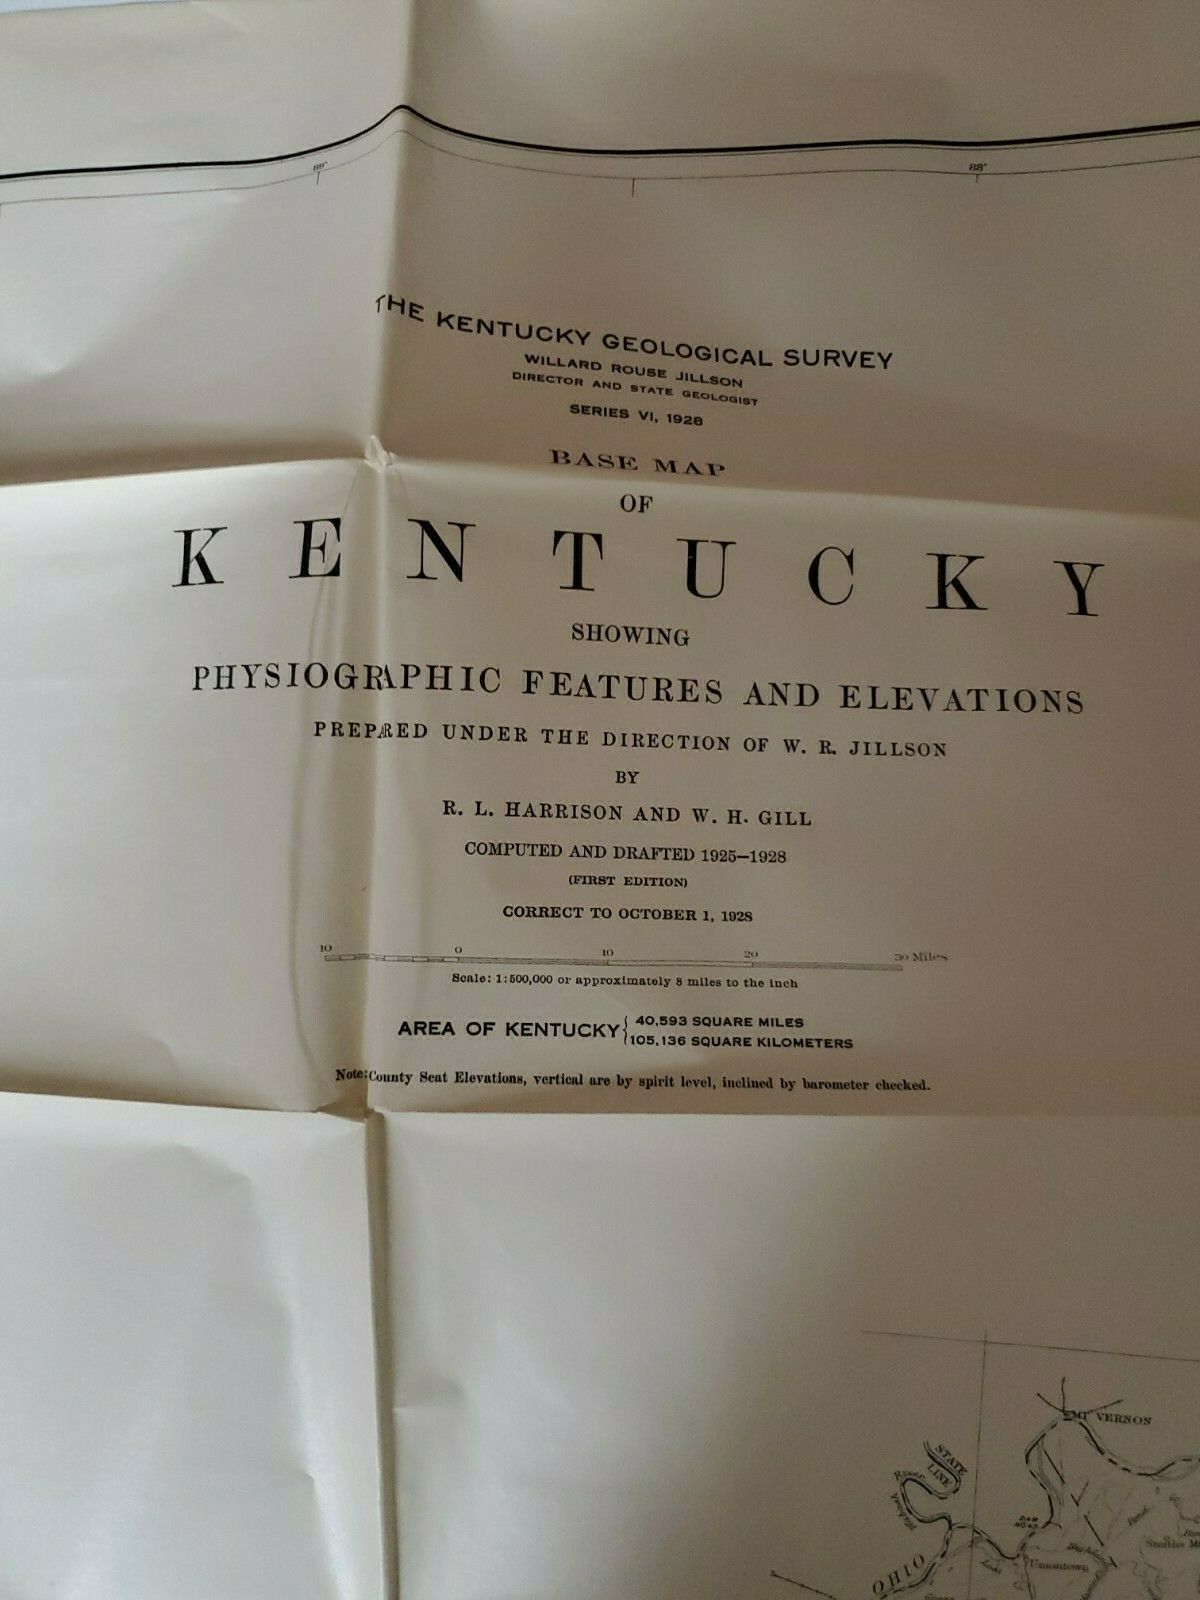 89°
88°
THE KENTUCKY GEOLOGICAL SURVEY
WILLARD ROUSE JILLSON
DIRECTOR AND STATE GEOLOGIST
SERIES VI, 1928
BASE MAP
OF
KENTUCKY
SHOWING
PHYSIOGRAPHIC FEATURES AND ELEVATIONS
PREPARED UNDER THE DIRECTION OF W. R. JILLSON
BY
R. L. HARRISON AND W. H. GILL
COMPUTED AND DRAFTED 1925–1928
(FIRST EDITION)
CORRECT TO OCTOBER 1, 1928
10 0 10 20 30 Miles
Scale: 1:500,000 or approximately 8 miles to the inch
AREA OF KENTUCKY { 40,593 SQUARE MILES
105,136 SQUARE KILOMETERS
Note: County Seat Elevations, vertical are by spirit level, inclined by barometer checked.
MT VERNON
STATE
LINE
River
DAM
Uniontown
OHIO